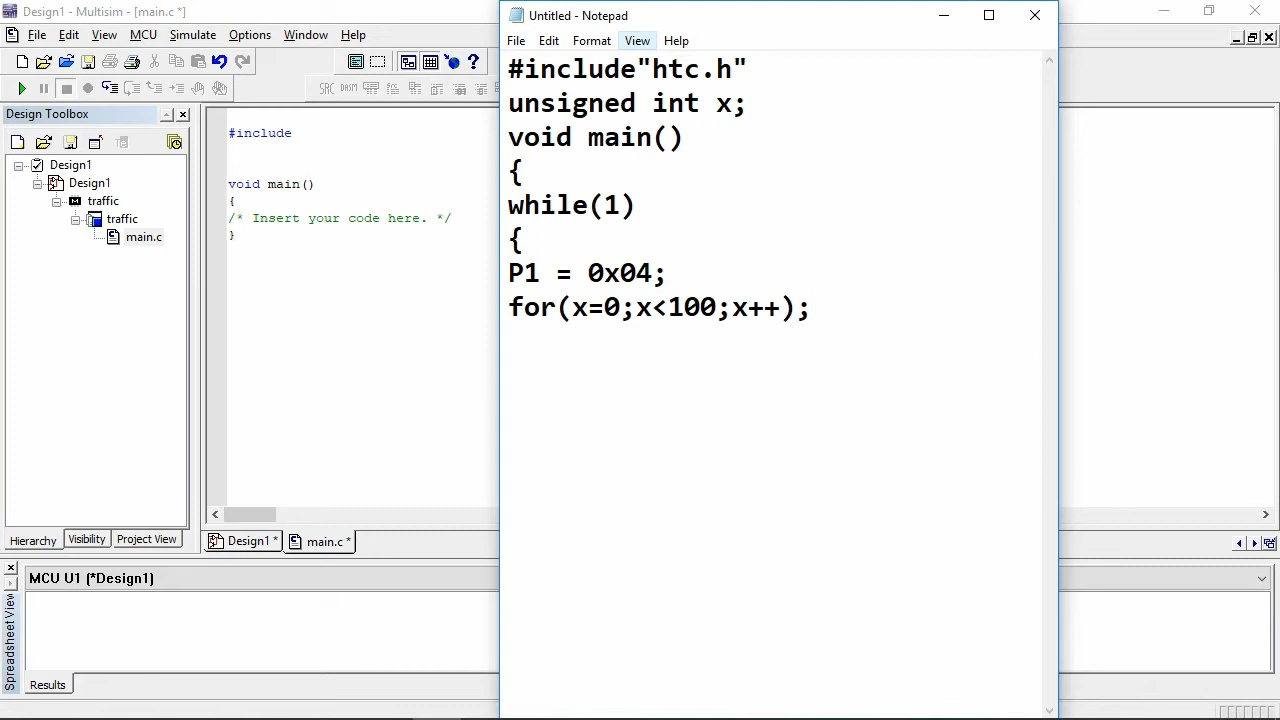 Design1 - Multisim - [main.c *]
File Edit View MCU Simulate Options Window Help
Design Toolbox
Design1
Design1
traffic
traffic
main.c
Hierarchy Visibility Project View
#include
void main()
{
/* Insert your code here. */
}
Design1 * main.c *
Untitled - Notepad
File Edit Format View Help
#include"htc.h"
unsigned int x;
void main()
{
while(1)
{
P1 = 0x04;
for(x=0;x<100;x++);
MCU U1 (*Design1)
Spreadsheet View
Results